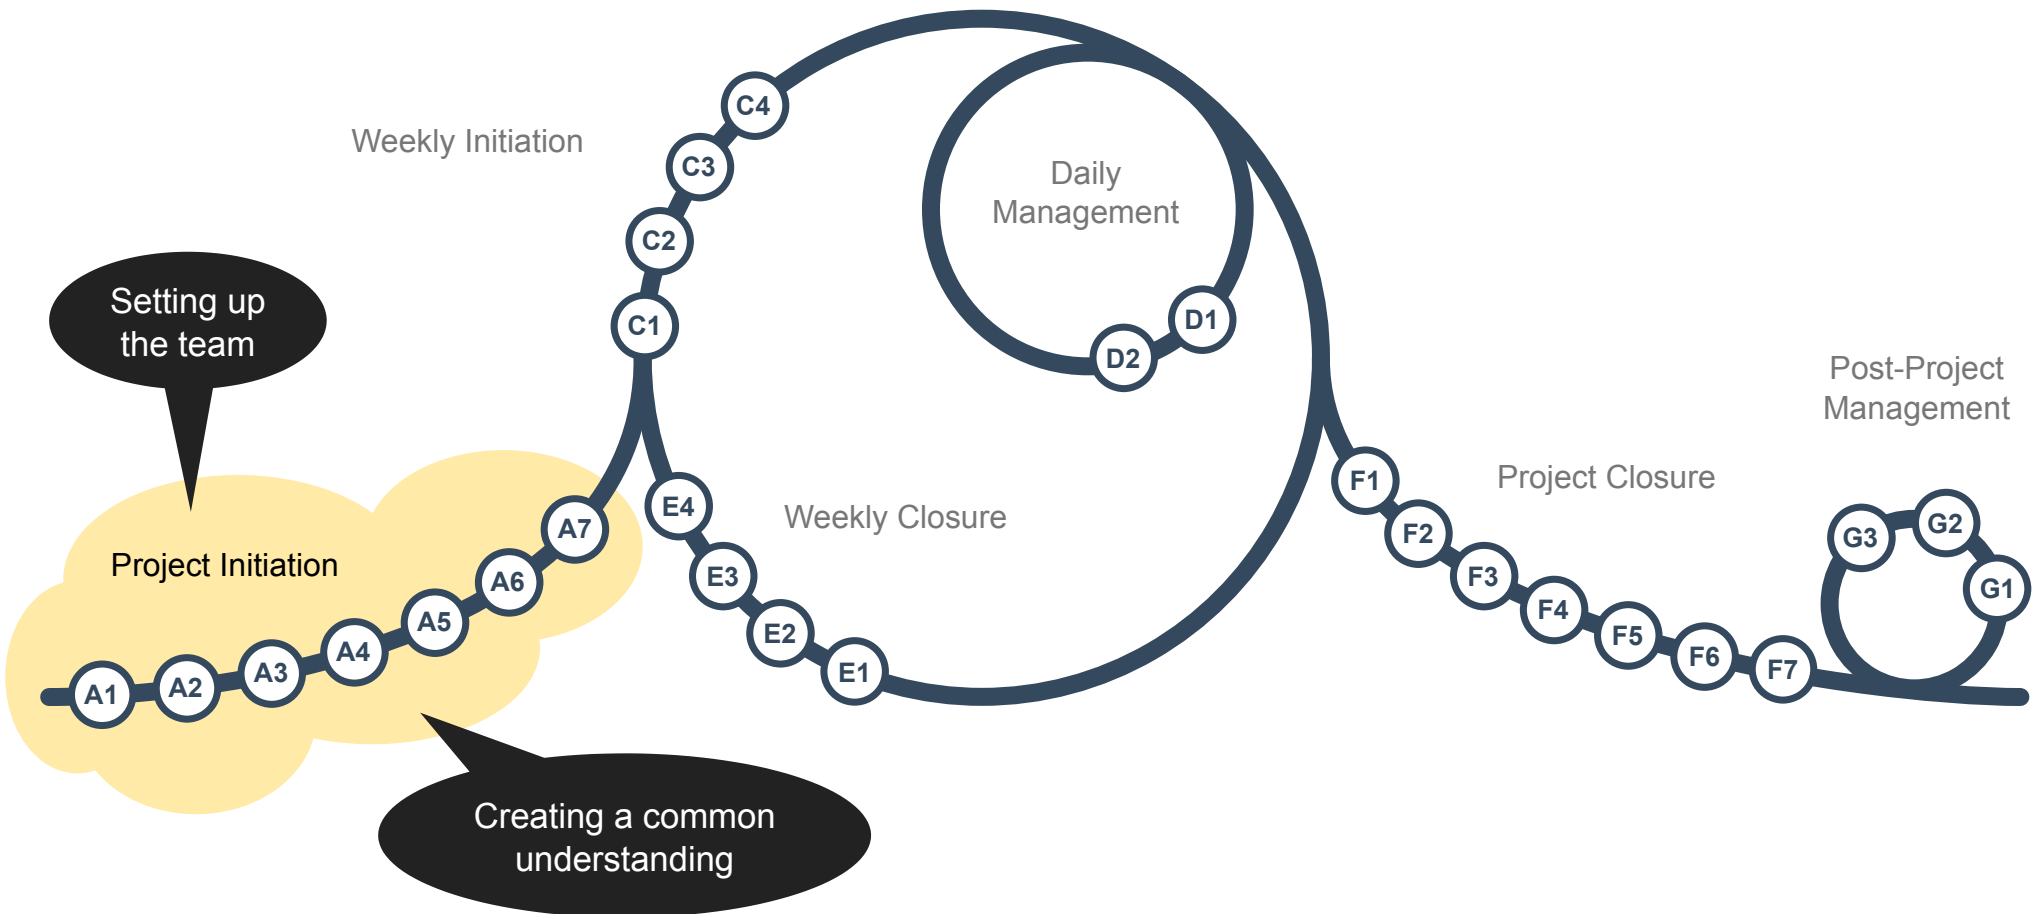 Weekly Initiation
C4
C3
C2
C1
Daily
Management
D1
D2
Setting up
the team
Project Initiation
A1
A2
A3
A4
A5
A6
A7
Creating a common
understanding
Weekly Closure
E4
E3
E2
E1
Project Closure
F1
F2
F3
F4
F5
F6
F7
Post-Project
Management
G3
G2
G1